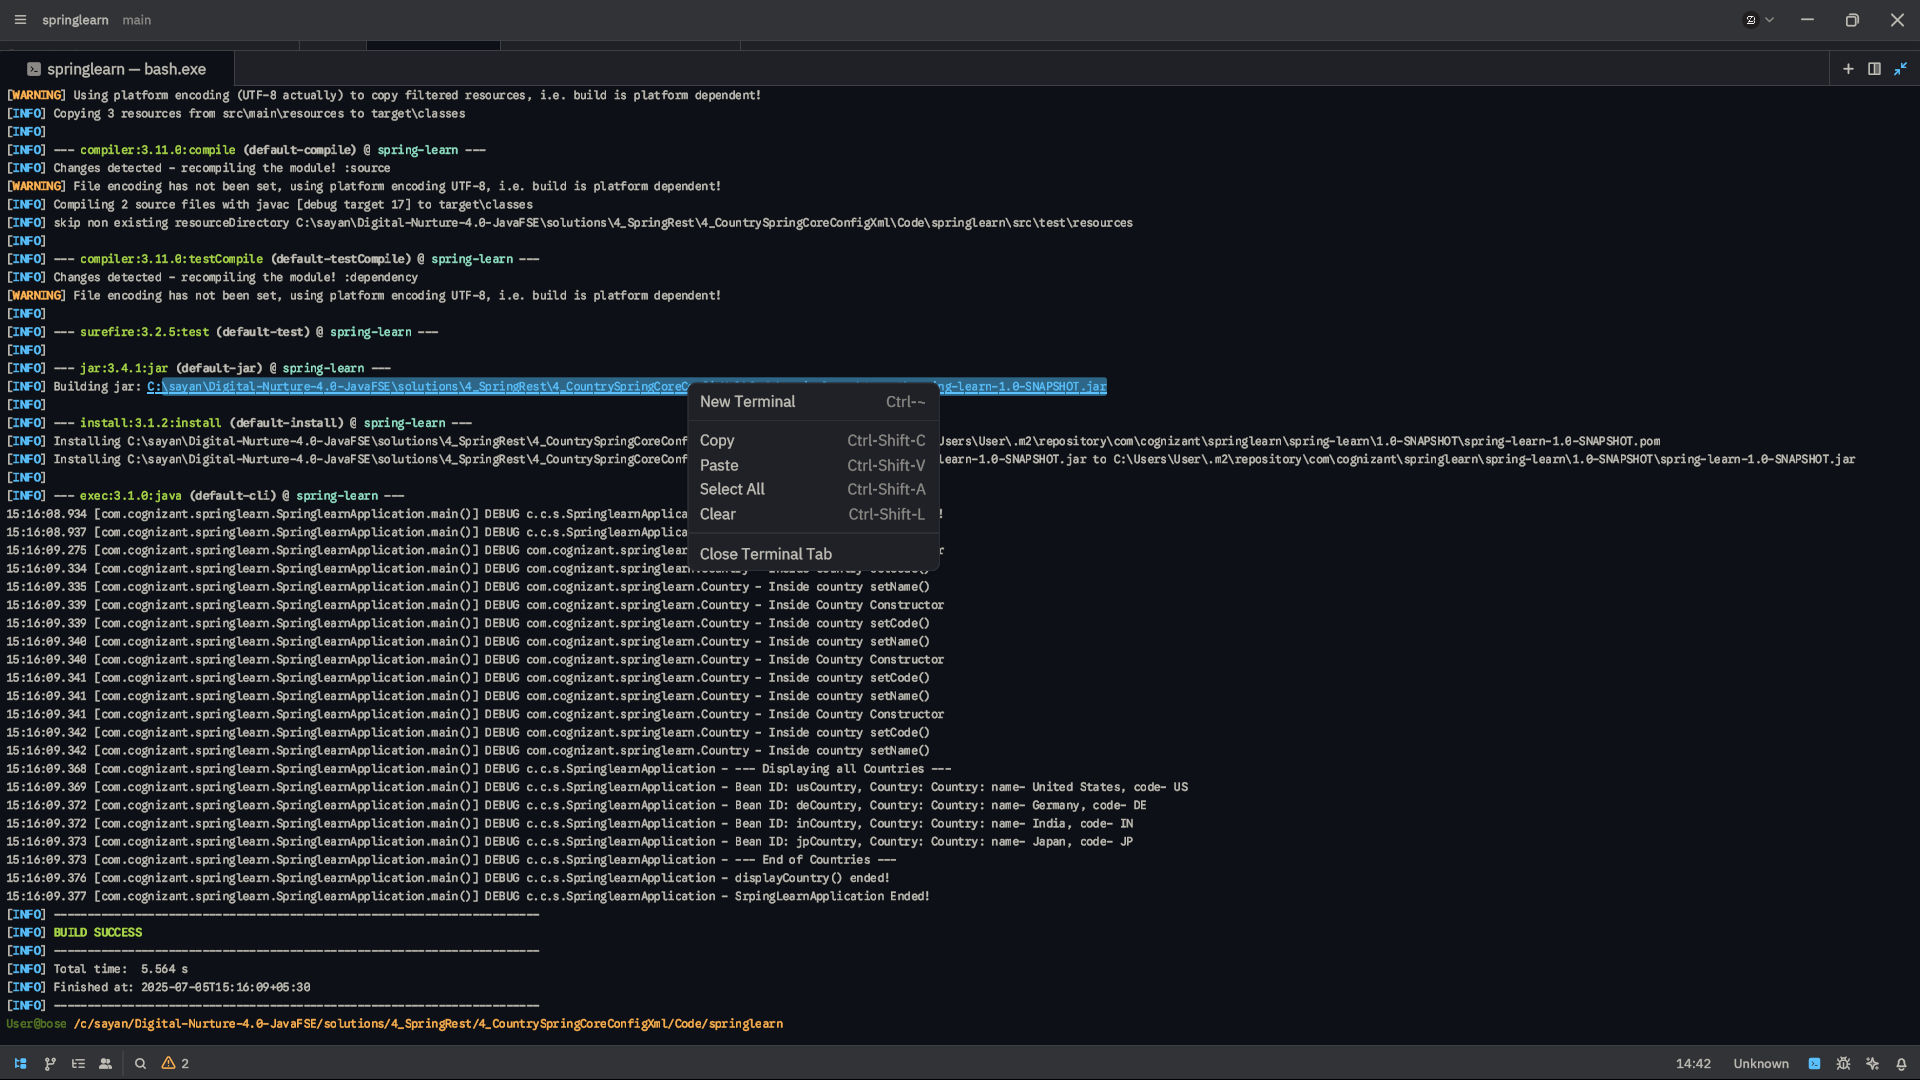 springlearn main
springlearn — bash.exe
[WARNING] Using platform encoding (UTF-8 actually) to copy filtered resources, i.e. build is platform dependent!
[INFO] Copying 3 resources from src\main\resources to target\classes
[INFO]
[INFO] --- compiler:3.11.0:compile (default-compile) @ spring-learn ---
[INFO] Changes detected - recompiling the module! :source
[WARNING] File encoding has not been set, using platform encoding UTF-8, i.e. build is platform dependent!
[INFO] Compiling 2 source files with javac [debug target 17] to target\classes
[INFO] skip non existing resourceDirectory C:\sayan\Digital-Nurture-4.0-JavaFSE\solutions\4_SpringRest\4_CountrySpringCoreConfigXml\Code\springlearn\src\test\resources
[INFO]
[INFO] --- compiler:3.11.0:testCompile (default-testCompile) @ spring-learn ---
[INFO] Changes detected - recompiling the module! :dependency
[WARNING] File encoding has not been set, using platform encoding UTF-8, i.e. build is platform dependent!
[INFO]
[INFO] --- surefire:3.2.5:test (default-test) @ spring-learn ---
[INFO]
[INFO] --- jar:3.4.1:jar (default-jar) @ spring-learn ---
[INFO] Building jar: C:\sayan\Digital-Nurture-4.0-JavaFSE\solutions\4_SpringRest\4_CountrySpringCoreC ng-learn-1.0-SNAPSHOT.jar
[INFO]
[INFO] --- install:3.1.2:install (default-install) @ spring-learn ---
[INFO] Installing C:\sayan\Digital-Nurture-4.0-JavaFSE\solutions\4_SpringRest\4_CountrySpringCoreConf sers\User\.m2\repository\com\cognizant\springlearn\spring-learn\1.0-SNAPSHOT\spring-learn-1.0-SNAPSHOT.pom
[INFO] Installing C:\sayan\Digital-Nurture-4.0-JavaFSE\solutions\4_SpringRest\4_CountrySpringCoreConf learn-1.0-SNAPSHOT.jar to C:\Users\User\.m2\repository\com\cognizant\springlearn\spring-learn\1.0-SNAPSHOT\spring-learn-1.0-SNAPSHOT.jar
[INFO]
[INFO] --- exec:3.1.0:java (default-cli) @ spring-learn ---
15:16:08.934 [com.cognizant.springlearn.SpringlearnApplication.main()] DEBUG c.c.s.SpringlearnApplica !
15:16:08.937 [com.cognizant.springlearn.SpringlearnApplication.main()] DEBUG c.c.s.SpringlearnApplica
15:16:09.275 [com.cognizant.springlearn.SpringlearnApplication.main()] DEBUG com.cognizant.springlear r
15:16:09.334 [com.cognizant.springlearn.SpringlearnApplication.main()] DEBUG com.cognizant.springlearn.Country - Inside country setCode()
15:16:09.335 [com.cognizant.springlearn.SpringlearnApplication.main()] DEBUG com.cognizant.springlearn.Country - Inside country setName()
15:16:09.339 [com.cognizant.springlearn.SpringlearnApplication.main()] DEBUG com.cognizant.springlearn.Country - Inside Country Constructor
15:16:09.339 [com.cognizant.springlearn.SpringlearnApplication.main()] DEBUG com.cognizant.springlearn.Country - Inside country setCode()
15:16:09.340 [com.cognizant.springlearn.SpringlearnApplication.main()] DEBUG com.cognizant.springlearn.Country - Inside country setName()
15:16:09.340 [com.cognizant.springlearn.SpringlearnApplication.main()] DEBUG com.cognizant.springlearn.Country - Inside Country Constructor
15:16:09.341 [com.cognizant.springlearn.SpringlearnApplication.main()] DEBUG com.cognizant.springlearn.Country - Inside country setCode()
15:16:09.341 [com.cognizant.springlearn.SpringlearnApplication.main()] DEBUG com.cognizant.springlearn.Country - Inside country setName()
15:16:09.341 [com.cognizant.springlearn.SpringlearnApplication.main()] DEBUG com.cognizant.springlearn.Country - Inside Country Constructor
15:16:09.342 [com.cognizant.springlearn.SpringlearnApplication.main()] DEBUG com.cognizant.springlearn.Country - Inside country setCode()
15:16:09.342 [com.cognizant.springlearn.SpringlearnApplication.main()] DEBUG com.cognizant.springlearn.Country - Inside country setName()
15:16:09.368 [com.cognizant.springlearn.SpringlearnApplication.main()] DEBUG c.c.s.SpringlearnApplication - --- Displaying all Countries ---
15:16:09.369 [com.cognizant.springlearn.SpringlearnApplication.main()] DEBUG c.c.s.SpringlearnApplication - Bean ID: usCountry, Country: Country: name- United States, code- US
15:16:09.372 [com.cognizant.springlearn.SpringlearnApplication.main()] DEBUG c.c.s.SpringlearnApplication - Bean ID: deCountry, Country: Country: name- Germany, code- DE
15:16:09.372 [com.cognizant.springlearn.SpringlearnApplication.main()] DEBUG c.c.s.SpringlearnApplication - Bean ID: inCountry, Country: Country: name- India, code- IN
15:16:09.373 [com.cognizant.springlearn.SpringlearnApplication.main()] DEBUG c.c.s.SpringlearnApplication - Bean ID: jpCountry, Country: Country: name- Japan, code- JP
15:16:09.373 [com.cognizant.springlearn.SpringlearnApplication.main()] DEBUG c.c.s.SpringlearnApplication - --- End of Countries ---
15:16:09.376 [com.cognizant.springlearn.SpringlearnApplication.main()] DEBUG c.c.s.SpringlearnApplication - displayCountry() ended!
15:16:09.377 [com.cognizant.springlearn.SpringlearnApplication.main()] DEBUG c.c.s.SpringlearnApplication - SrpingLearnApplication Ended!
[INFO] ------------------------------------------------------------------------
[INFO] BUILD SUCCESS
[INFO] ------------------------------------------------------------------------
[INFO] Total time:  5.564 s
[INFO] Finished at: 2025-07-05T15:16:09+05:30
[INFO] ------------------------------------------------------------------------
User@bose /c/sayan/Digital-Nurture-4.0-JavaFSE/solutions/4_SpringRest/4_CountrySpringCoreConfigXml/Code/springlearn
New Terminal Ctrl-~
Copy Ctrl-Shift-C
Paste Ctrl-Shift-V
Select All Ctrl-Shift-A
Clear Ctrl-Shift-L
Close Terminal Tab
2
14:42 Unknown